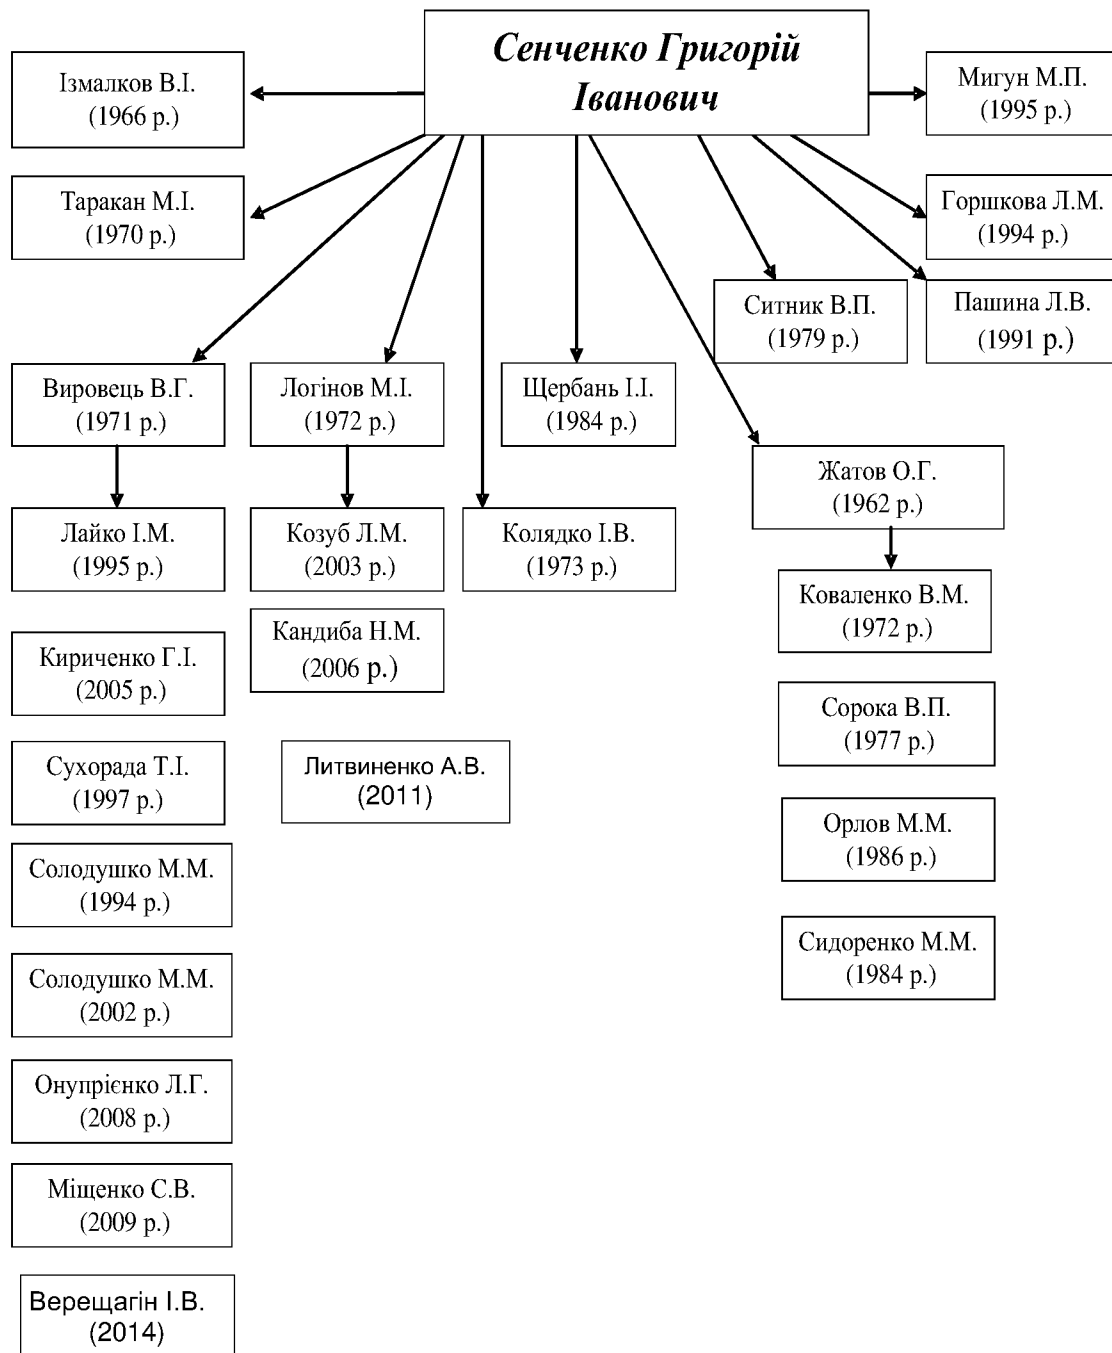 Сенченко Григорій
Іванович
Ізмалков В.І.
(1966 р.)
Мигун М.П.
(1995 р.)
Таракан М.І.
(1970 р.)
Горшкова Л.М.
(1994 р.)
Ситник В.П.
(1979 р.)
Пашина Л.В.
(1991 р.)
Вировець В.Г.
(1971 р.)
Логінов М.І.
(1972 р.)
Щербань І.І.
(1984 р.)
Жатов О.Г.
(1962 р.)
Лайко І.М.
(1995 р.)
Козуб Л.М.
(2003 р.)
Колядко І.В.
(1973 р.)
Коваленко В.М.
(1972 р.)
Кириченко Г.І.
(2005 р.)
Кандиба Н.М.
(2006 р.)
Сорока В.П.
(1977 р.)
Сухорада Т.І.
(1997 р.)
Литвиненко А.В.
(2011)
Орлов М.М.
(1986 р.)
Солодушко М.М.
(1994 р.)
Сидоренко М.М.
(1984 р.)
Солодушко М.М.
(2002 р.)
Онупрієнко Л.Г.
(2008 р.)
Міщенко С.В.
(2009 р.)
Верещагін І.В.
(2014)